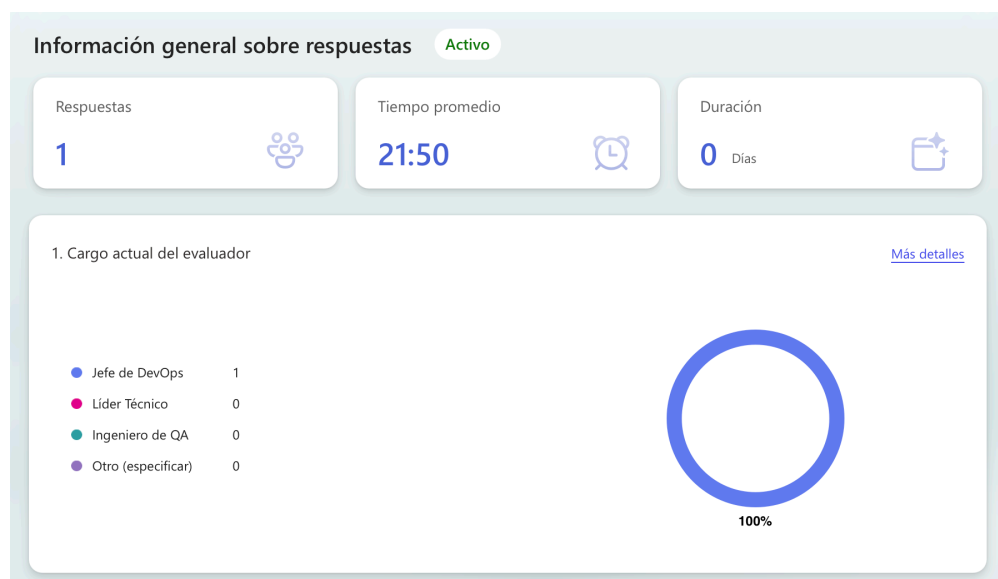 Información general sobre respuestas Activo
Respuestas Tiempo promedio Duración
1 21:50 0 Días
1. Cargo actual del evaluador Más detalles
Jefe de DevOps 1
Líder Técnico 0
Ingeniero de QA 0
Otro (especificar) 0
100%